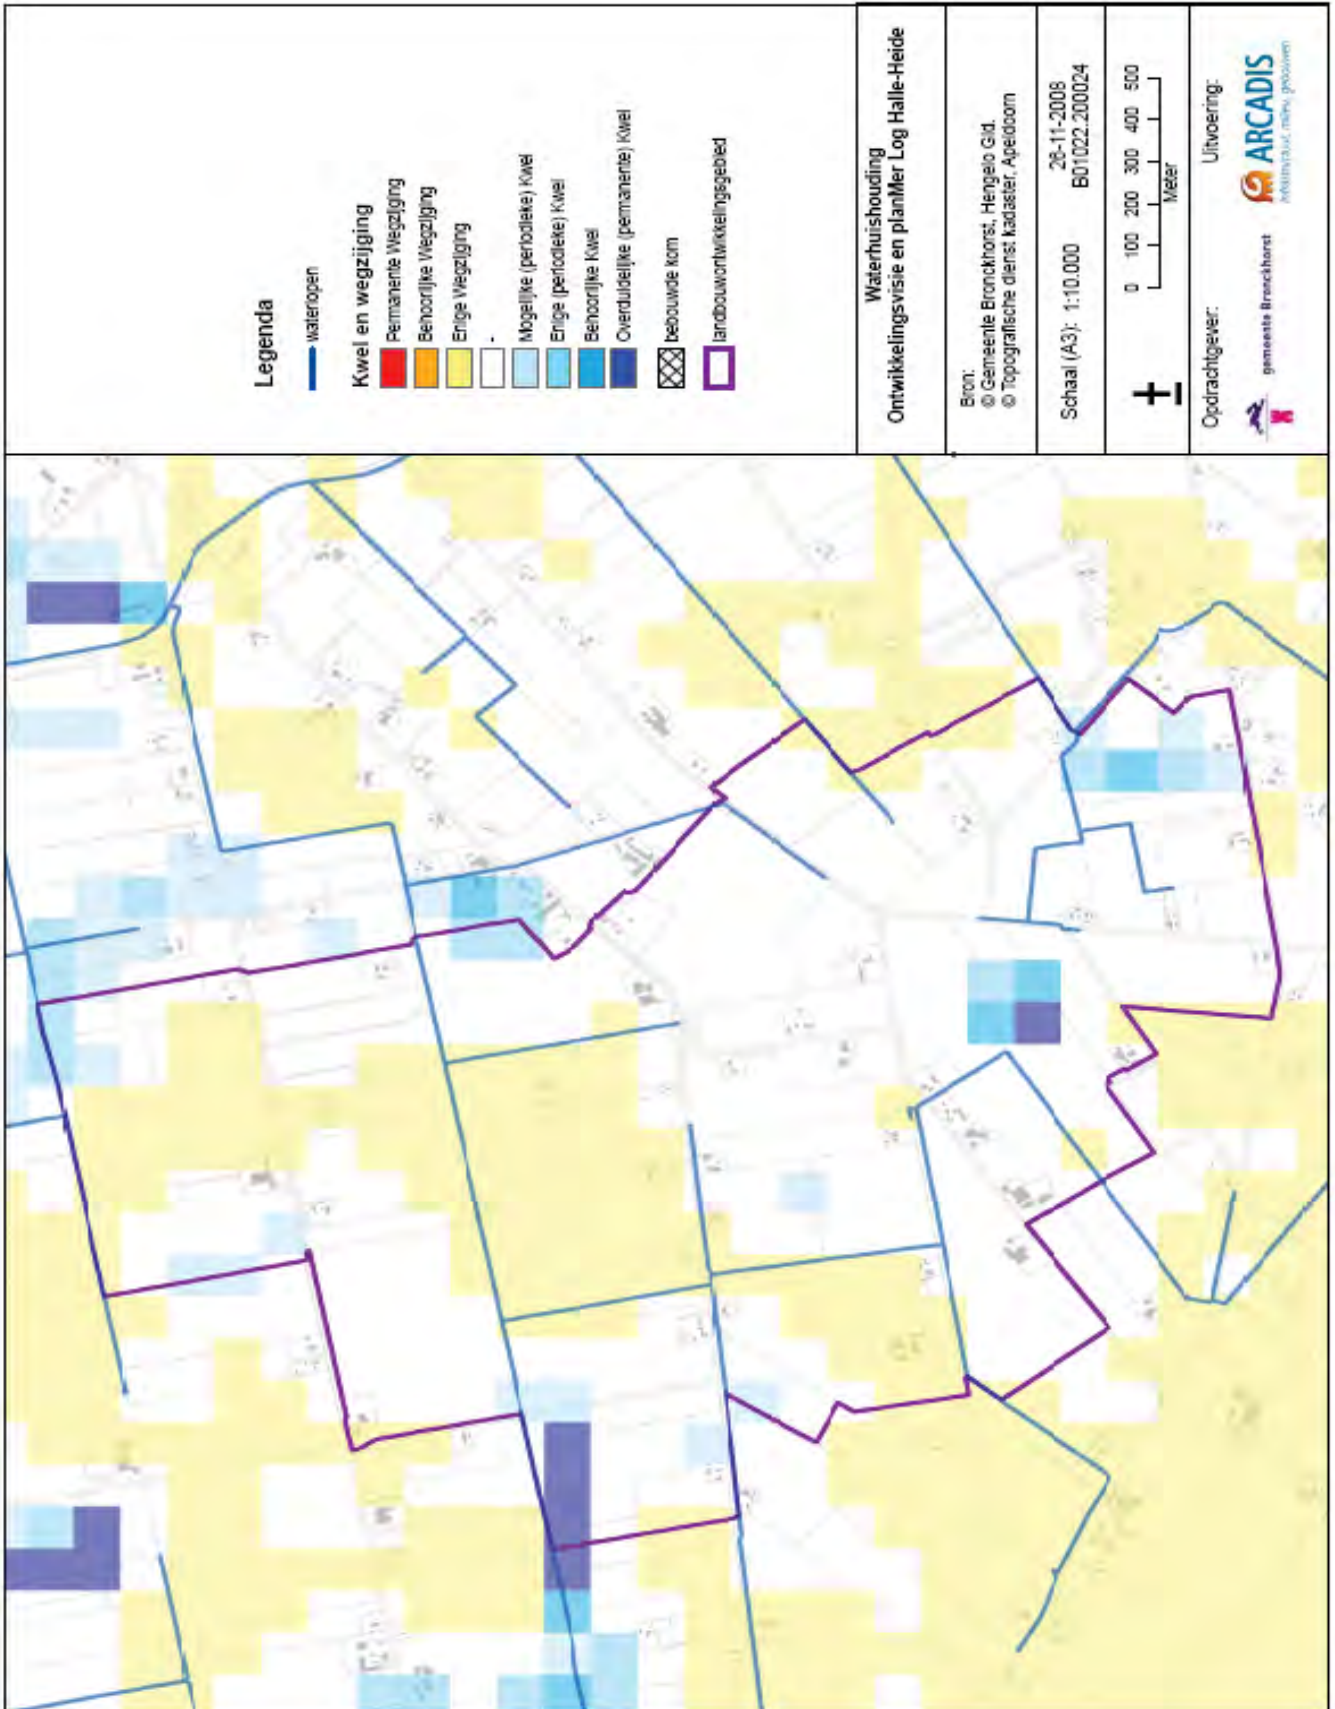 Legenda
waterlopen
Kwel en wegzijging
Permanente Wegzijging
Behoorlijke Wegzijging
Enige Wegzijging
-
Mogelijke (periodieke) Kwel
Enige (periodieke) Kwel
Behoorlijke Kwel
Overduidelijke (permanente) Kwel
bebouwde kom
landbouwontwikkelingsgebied
Waterhuishouding
Ontwikkelingsvisie en planMer Log Halle-Heide
Bron:
© Gemeente Bronckhorst, Hengelo Gld.
© Topografische dienst kadaster, Apeldoorn
Schaal (A3): 1:10.000
26-11-2008
B01022.200024
0 100 200 300 400 500
Meter
Opdrachtgever:
Uitvoering:
gemeente Bronckhorst
ARCADIS
Infrastructuur, milieu, gebouwen